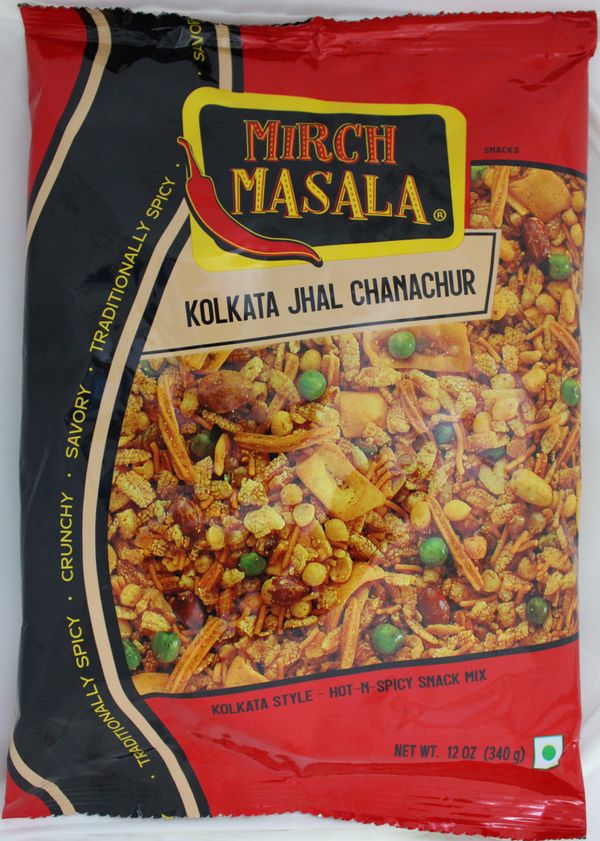 SAVOR
MIRCH
MASALA®
SNACKS
KOLKATA JHAL CHANACHUR
• TRADITIONALLY SPICY • CRUNCHY • SAVORY • TRADITIONALLY SPICY •
KOLKATA STYLE - HOT-N-SPICY SNACK MIX
NET WT. 12 OZ (340 g)